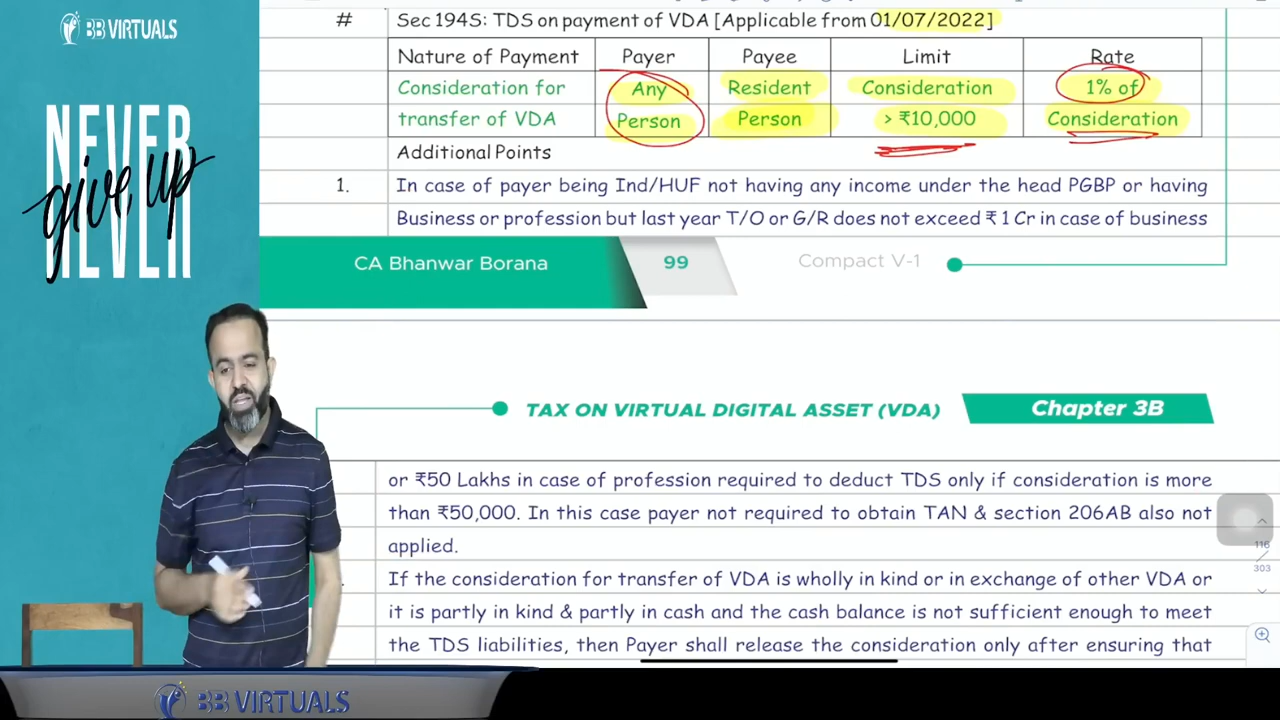 BB VIRTUALS
NEVER
give up
NEVER
# Sec 194S: TDS on payment of VDA [Applicable from 01/07/2022]
Nature of Payment Payer Payee Limit Rate
Consideration for Any Resident Consideration 1% of
transfer of VDA Person Person > ₹10,000 Consideration
Additional Points
1. In case of payer being Ind/HUF not having any income under the head PGBP or having
Business or profession but last year T/O or G/R does not exceed ₹ 1 Cr in case of business
CA Bhanwar Borana 99 Compact V-1
TAX ON VIRTUAL DIGITAL ASSET (VDA) Chapter 3B
or ₹50 Lakhs in case of profession required to deduct TDS only if consideration is more
than ₹50,000. In this case payer not required to obtain TAN & section 206AB also not
applied.
If the consideration for transfer of VDA is wholly in kind or in exchange of other VDA or
it is partly in kind & partly in cash and the cash balance is not sufficient enough to meet
the TDS liabilities, then Payer shall release the consideration only after ensuring that
116
303
BB VIRTUALS